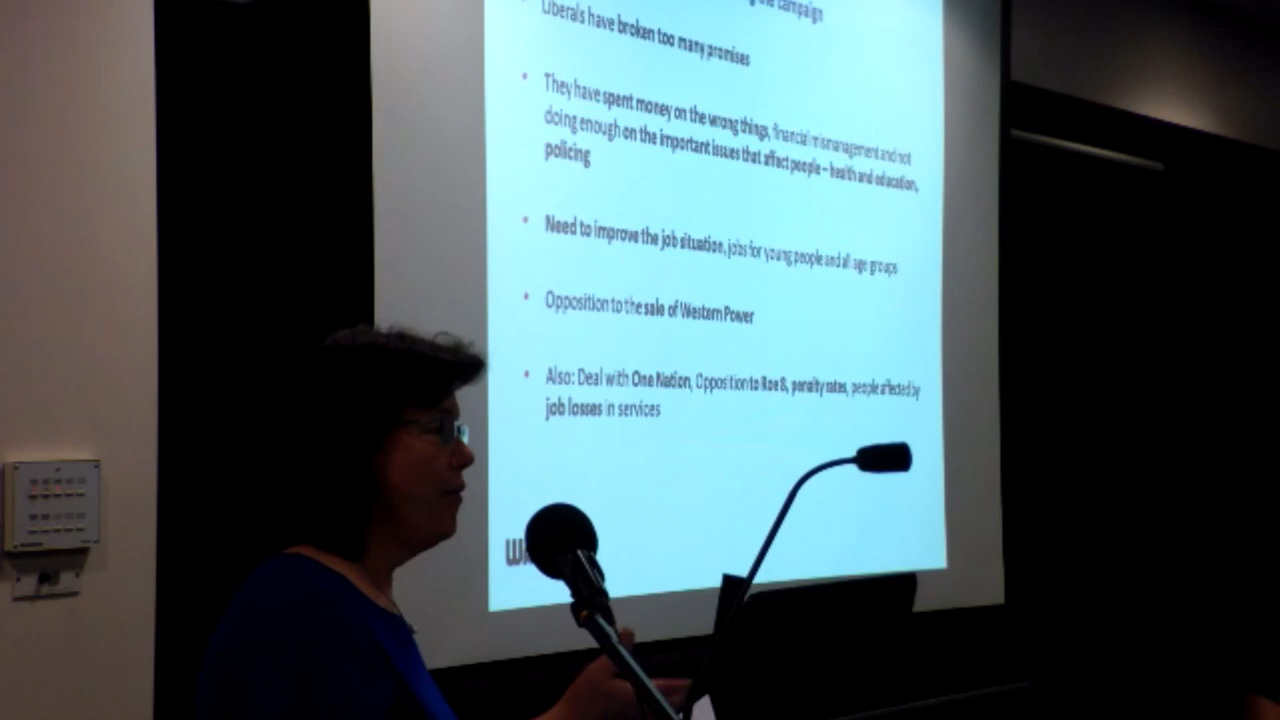 the campaign
Liberals have broken too many promises
They have spent money on the wrong things, financial mismanagement and not
doing enough on the important issues that affect people – health and education,
policing
Need to improve the job situation, jobs for young people and all age groups
Opposition to the sale of Western Power
Also: Deal with One Nation, Opposition to Roe 8, penalty rates, people affected by
job losses in services